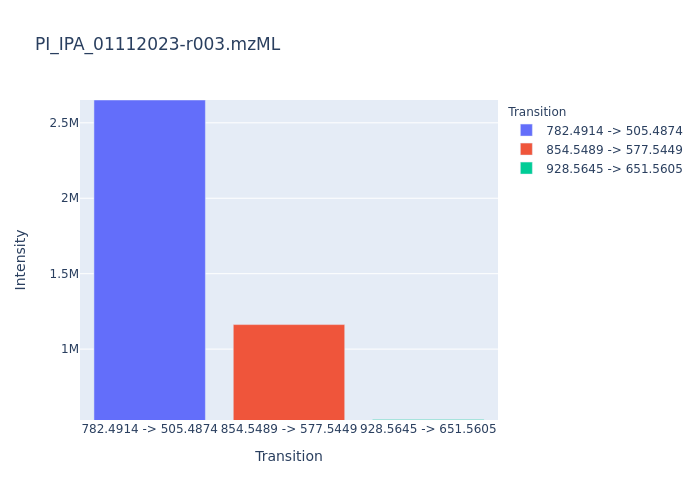 PI_IPA_01112023-r003.mzML
Transition
782.4914 -> 505.4874
854.5489 -> 577.5449
928.5645 -> 651.5605
2.5M
2M
1.5M
1M
Intensity
782.4914 -> 505.4874 854.5489 -> 577.5449 928.5645 -> 651.5605
Transition